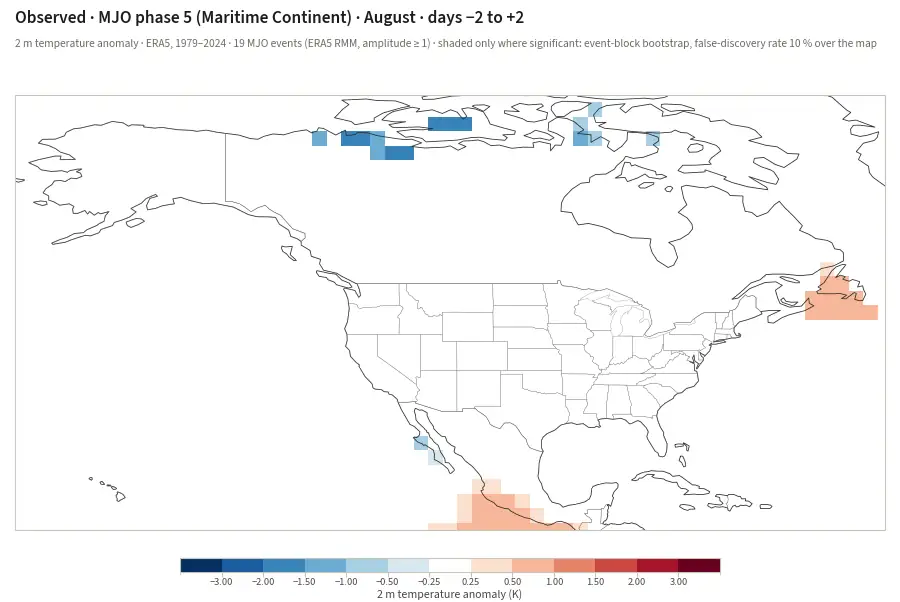 Observed · MJO phase 5 (Maritime Continent) · August · days −2 to +2
2 m temperature anomaly · ERA5, 1979–2024 · 19 MJO events (ERA5 RMM, amplitude ≥ 1) · shaded only where significant: event-block bootstrap, false-discovery rate 10 % over the map
−3.00 −2.00 −1.50 −1.00 −0.50 −0.25 0.25 0.50 1.00 1.50 2.00 3.00
2 m temperature anomaly (K)